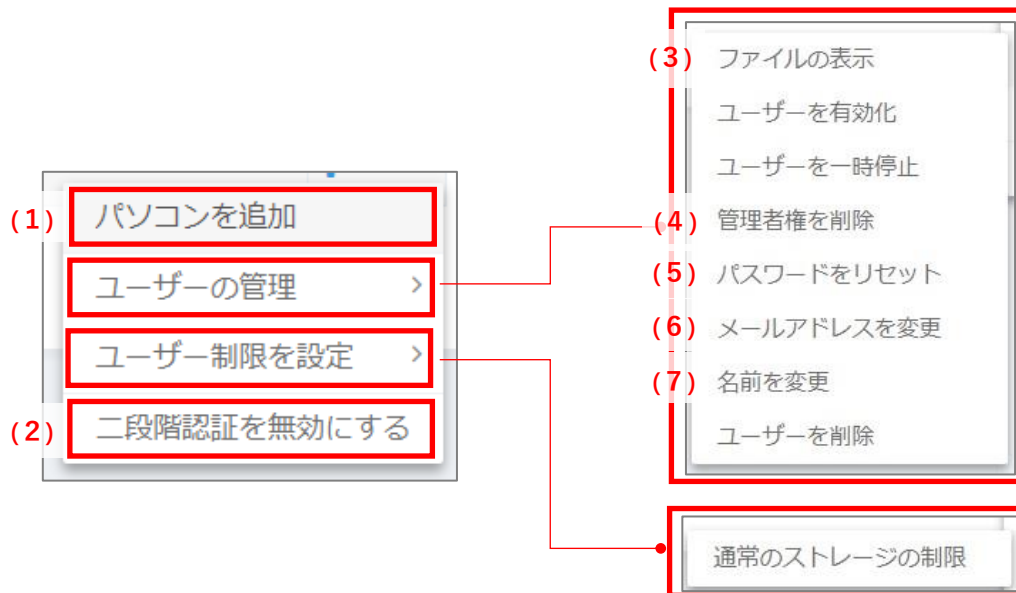 (1) パソコンを追加
ユーザーの管理 >
ユーザー制限を設定 >
(2) 二段階認証を無効にする
(3) ファイルの表示
ユーザーを有効化
ユーザーを一時停止
(4) 管理者権を削除
(5) パスワードをリセット
(6) メールアドレスを変更
(7) 名前を変更
ユーザーを削除
通常のストレージの制限